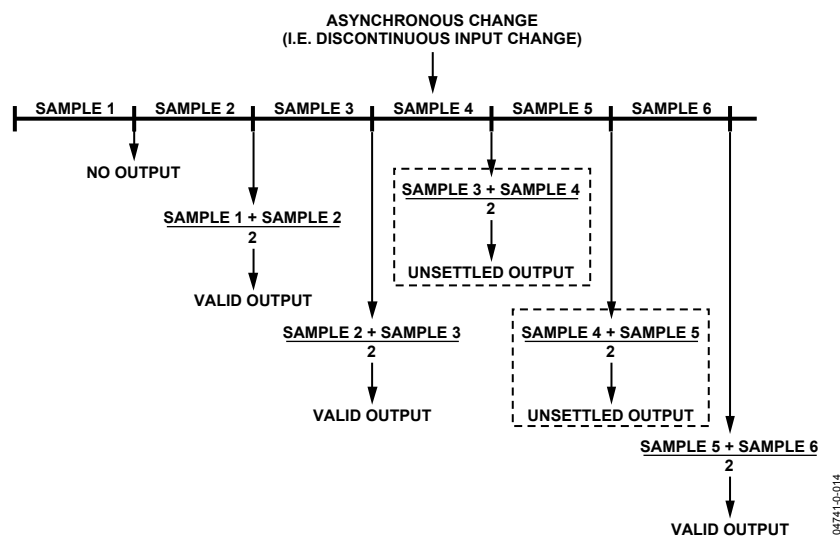 ASYNCHRONOUS CHANGE
(I.E. DISCONTINUOUS INPUT CHANGE)
SAMPLE 1 SAMPLE 2 SAMPLE 3 SAMPLE 4 SAMPLE 5 SAMPLE 6
NO OUTPUT
SAMPLE 1 + SAMPLE 2
2
VALID OUTPUT
SAMPLE 2 + SAMPLE 3
2
VALID OUTPUT
SAMPLE 3 + SAMPLE 4
2
UNSETTLED OUTPUT
SAMPLE 4 + SAMPLE 5
2
UNSETTLED OUTPUT
SAMPLE 5 + SAMPLE 6
2
VALID OUTPUT
04741-0-014